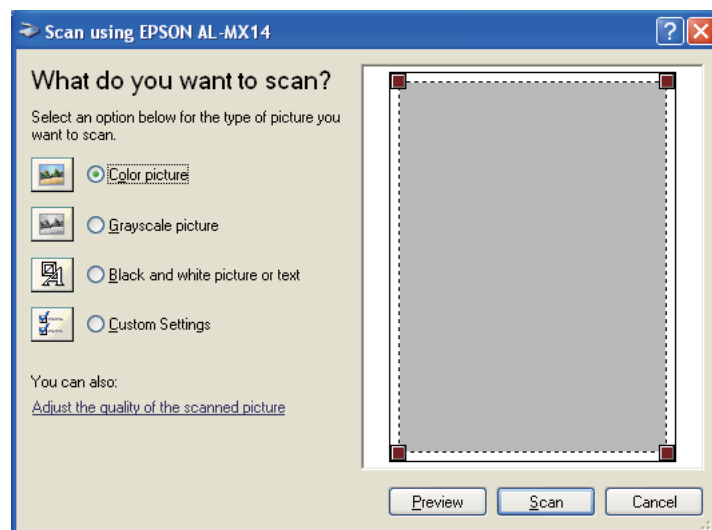 Scan using EPSON AL-MX14
What do you want to scan?
Select an option below for the type of picture you
want to scan.
Color picture
Grayscale picture
Black and white picture or text
Custom Settings
You can also:
Adjust the quality of the scanned picture
Preview
Scan
Cancel